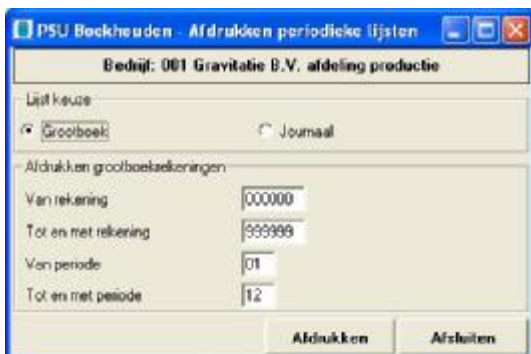 PSU Boekhouden - Afdrukken periodieke lijsten
Bedrijf: 001 Gravitatie B.V. afdeling productie
Lijst keuze
Grootboek Journaal
Afdrukken grootboekrekeningen
Van rekening 000000
Tot en met rekening 999999
Van periode 01
Tot en met periode 12
Afdrukken Afsluiten